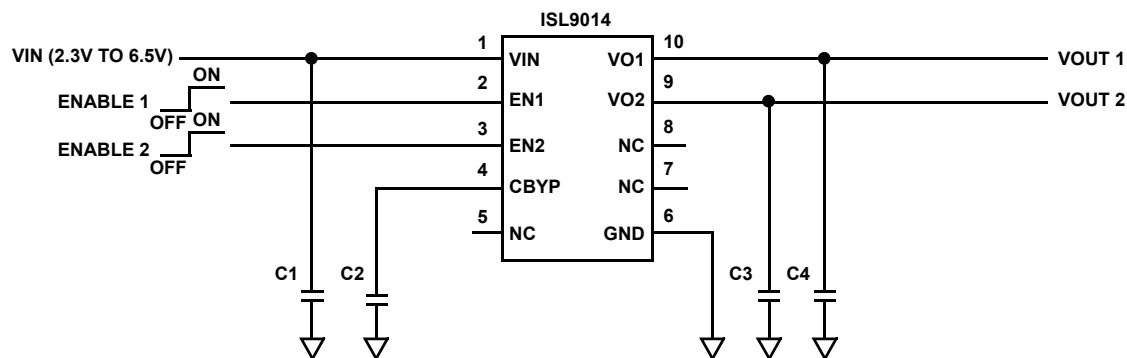 ISL9014
VIN (2.3V TO 6.5V)
1
VIN
VO1
10
VOUT 1
ON
ENABLE 1
OFF
2
EN1
VO2
9
VOUT 2
ON
ENABLE 2
OFF
3
EN2
NC
8
4
CBYP
NC
7
5
NC
GND
6
C1
C2
C3
C4